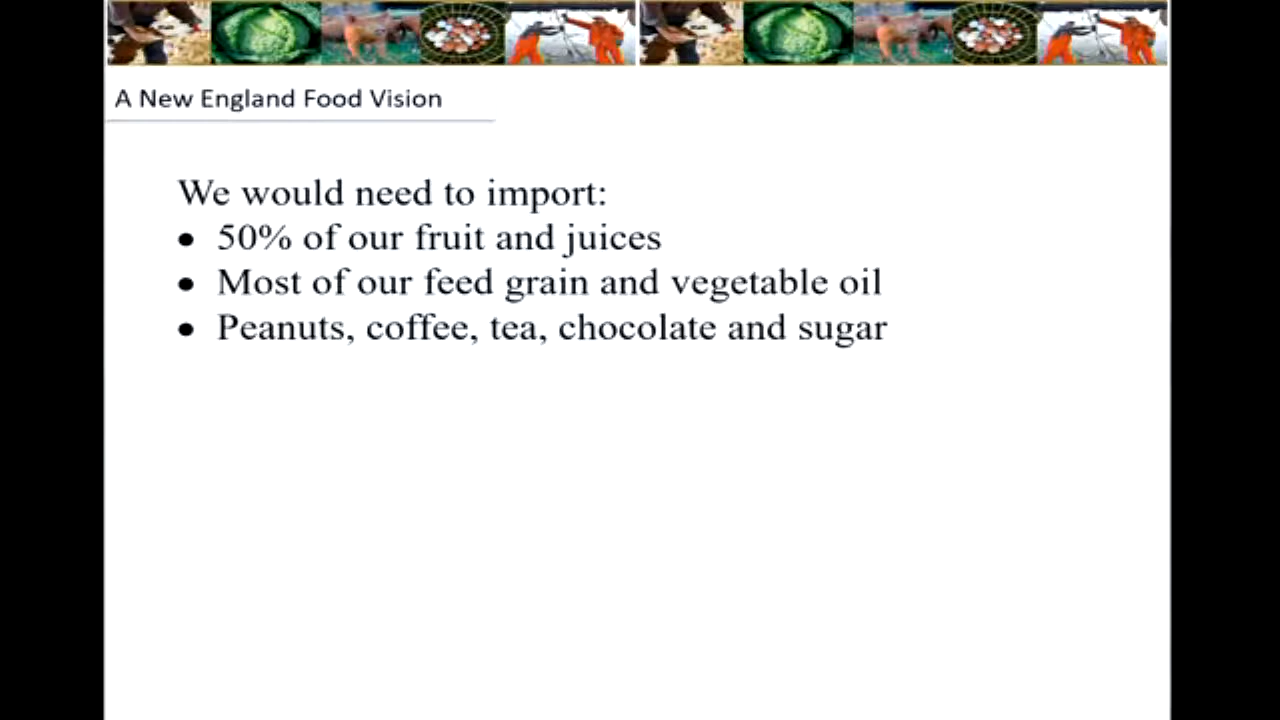 A New England Food Vision
We would need to import:
• 50% of our fruit and juices
• Most of our feed grain and vegetable oil
• Peanuts, coffee, tea, chocolate and sugar